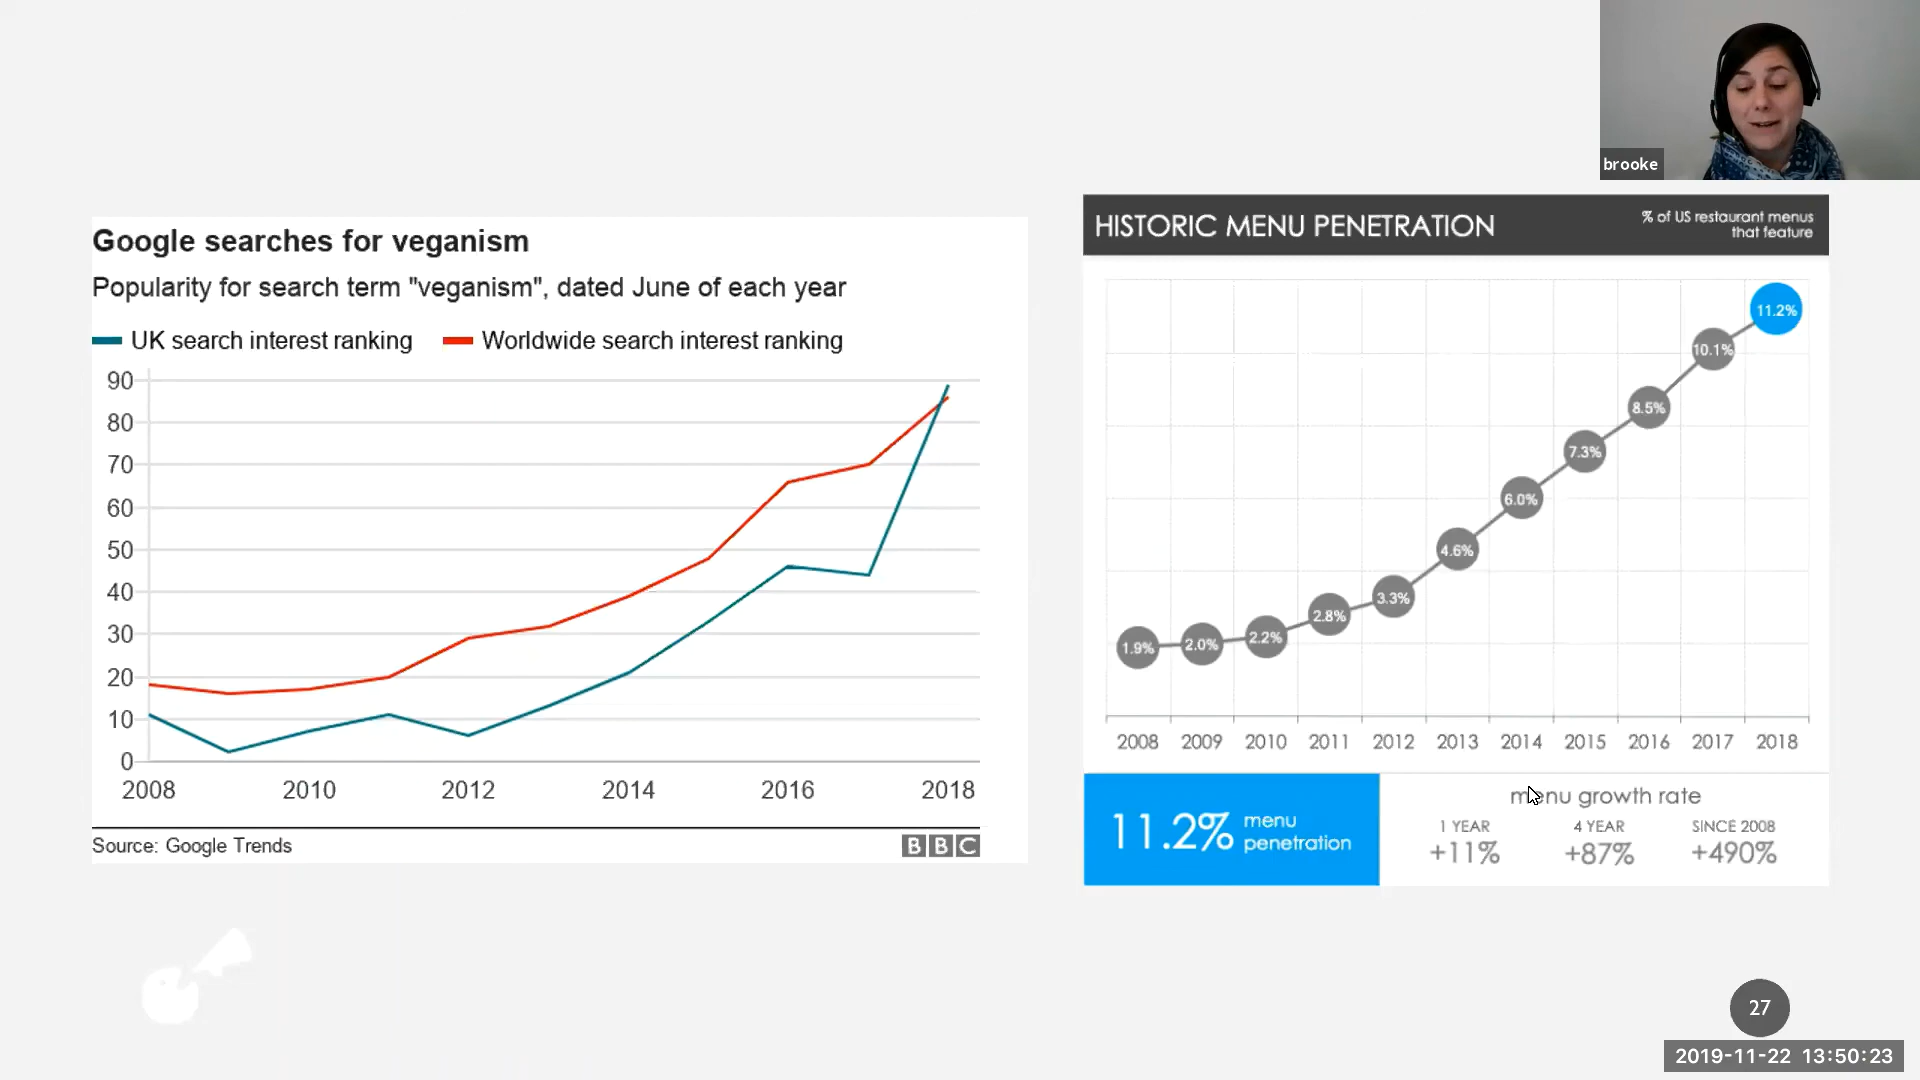 brooke
Google searches for veganism
Popularity for search term "veganism", dated June of each year
UK search interest ranking Worldwide search interest ranking
90
80
70
60
50
40
30
20
10
0
2008 2010 2012 2014 2016 2018
Source: Google Trends
BBC
HISTORIC MENU PENETRATION
% of US restaurant menus
that feature
1.9% 2.0% 2.2% 2.8% 3.3% 4.6% 6.0% 7.3% 8.5% 10.1% 11.2%
2008 2009 2010 2011 2012 2013 2014 2015 2016 2017 2018
11.2% menu
penetration
menu growth rate
1 YEAR 4 YEAR SINCE 2008
+11% +87% +490%
27
2019-11-22 13:50:23